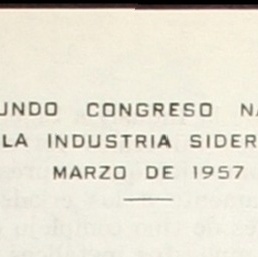 UNDO CONGRESO NA
LA INDUSTRIA SIDER
MARZO DE 1957